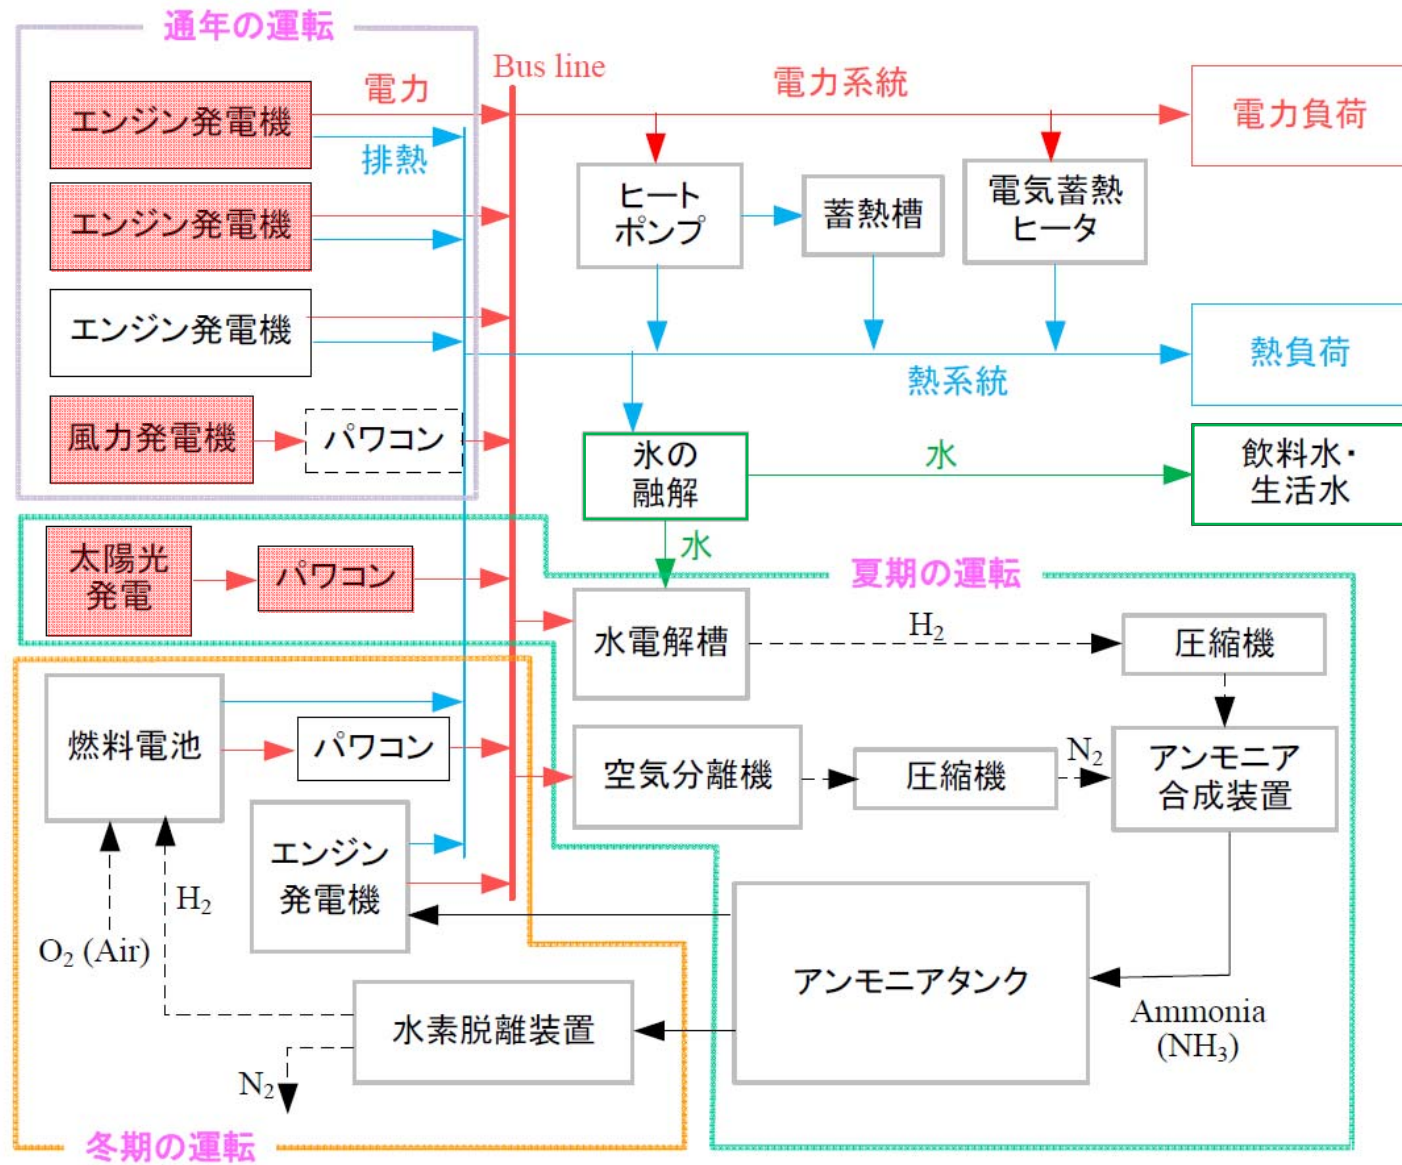 通年の運転
Bus line
エンジン発電機
電力
排熱
電力系統
電力負荷
エンジン発電機
ヒート
ポンプ
蓄熱槽
電気蓄熱
ヒータ
エンジン発電機
熱系統
熱負荷
風力発電機
パワコン
氷の
融解
水
飲料水・
生活水
水
太陽光
発電
パワコン
夏期の運転
水電解槽
H₂
圧縮機
燃料電池
パワコン
空気分離機
圧縮機
N₂
アンモニア
合成装置
エンジン
発電機
H₂
O₂ (Air)
アンモニアタンク
Ammonia
(NH₃)
水素脱離装置
N₂
冬期の運転